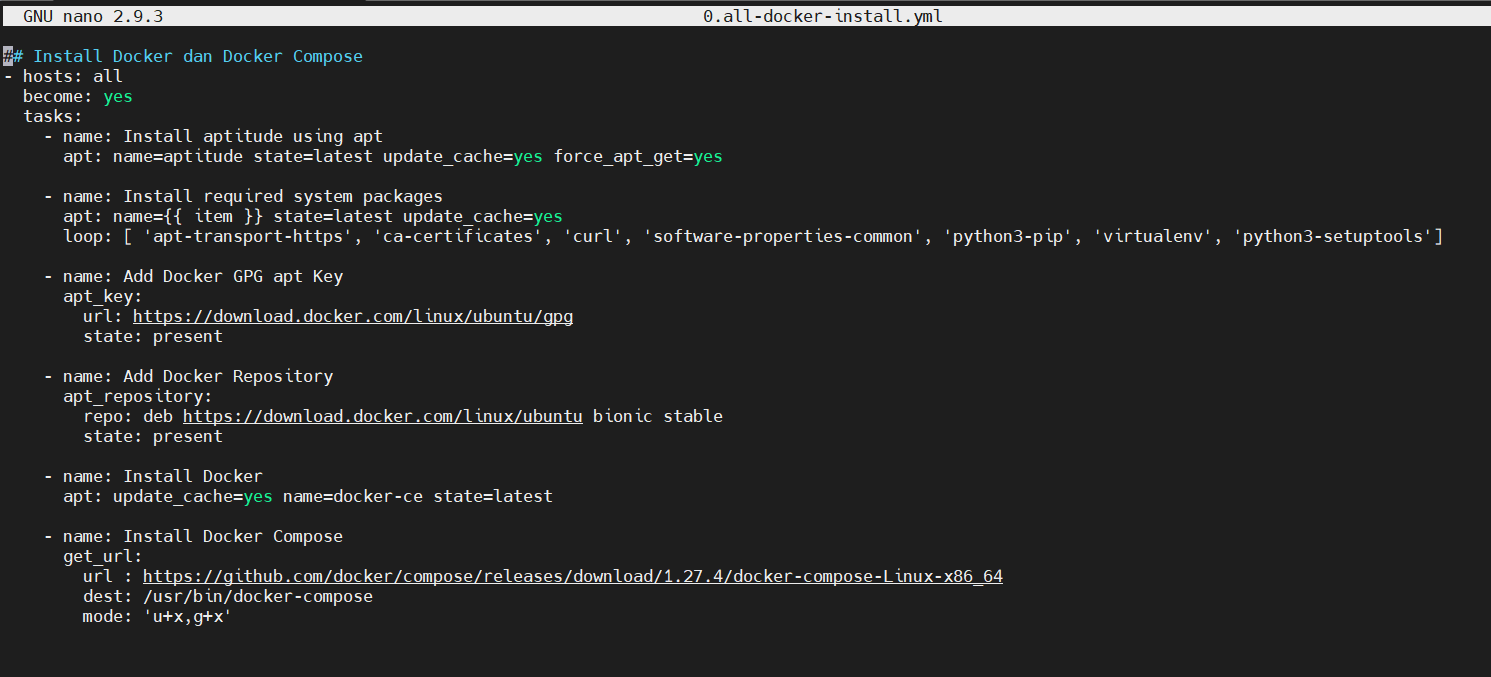 GNU nano 2.9.3 0.all-docker-install.yml
## Install Docker dan Docker Compose
- hosts: all
  become: yes
  tasks:
    - name: Install aptitude using apt
      apt: name=aptitude state=latest update_cache=yes force_apt_get=yes
    - name: Install required system packages
      apt: name={{ item }} state=latest update_cache=yes
      loop: [ 'apt-transport-https', 'ca-certificates', 'curl', 'software-properties-common', 'python3-pip', 'virtualenv', 'python3-setuptools']
    - name: Add Docker GPG apt Key
      apt_key:
        url: https://download.docker.com/linux/ubuntu/gpg
        state: present
    - name: Add Docker Repository
      apt_repository:
        repo: deb https://download.docker.com/linux/ubuntu bionic stable
        state: present
    - name: Install Docker
      apt: update_cache=yes name=docker-ce state=latest
    - name: Install Docker Compose
      get_url:
        url : https://github.com/docker/compose/releases/download/1.27.4/docker-compose-Linux-x86_64
        dest: /usr/bin/docker-compose
        mode: 'u+x,g+x'